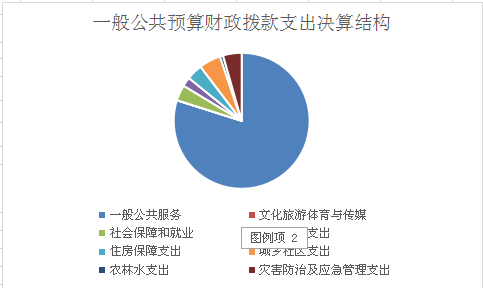 一般公共预算财政拨款支出决算结构
一般公共服务
文化旅游体育与传媒
社会保障和就业
支出
图例项 2
住房保障支出
城乡社区支出
农林水支出
灾害防治及应急管理支出